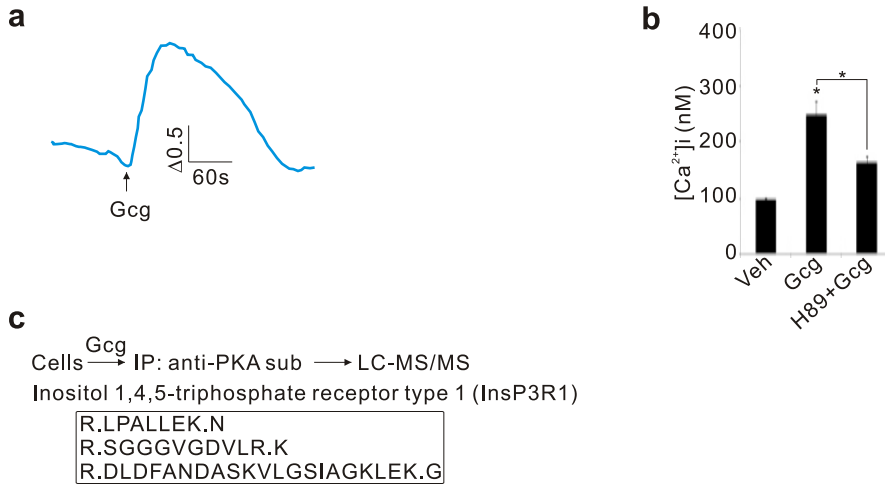 a
Δ0.5
60s
Gcg
b
[Ca²⁺]i (nM)
400
300
200
100
0
*
*
Veh
Gcg
H89+Gcg
c
Gcg
Cells → IP: anti-PKA sub → LC-MS/MS
Inositol 1,4,5-triphosphate receptor type 1 (InsP3R1)
R.LPALLEK.N
R.SGGGVGDVLR.K
R.DLDFANDASKVLGSIAGKLEK.G